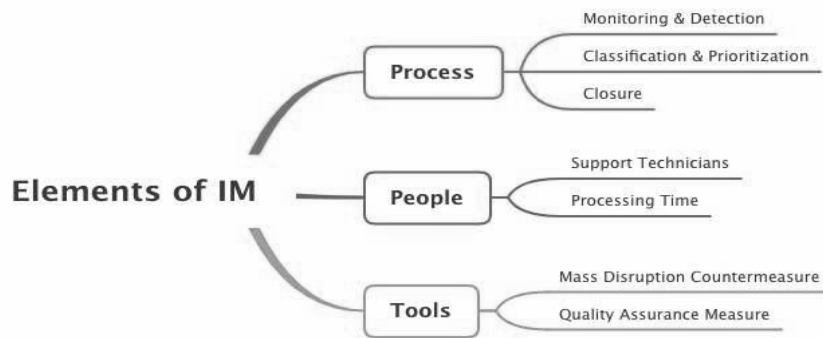 Elements of IM
Process
Monitoring & Detection
Classification & Prioritization
Closure
People
Support Technicians
Processing Time
Tools
Mass Disruption Countermeasure
Quality Assurance Measure